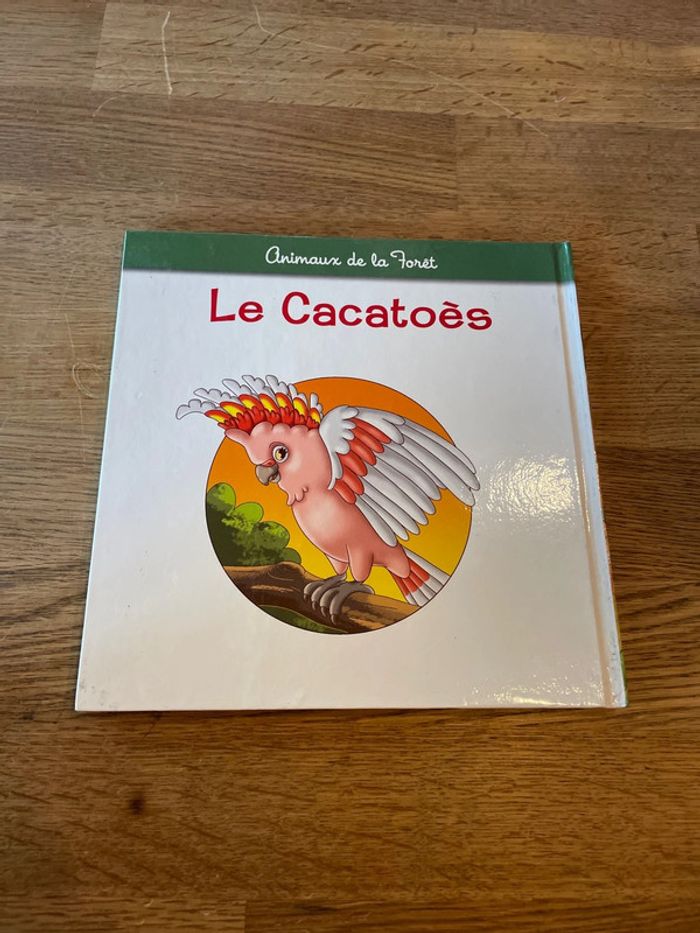 Animaux de la Forêt
Le Cacatoès